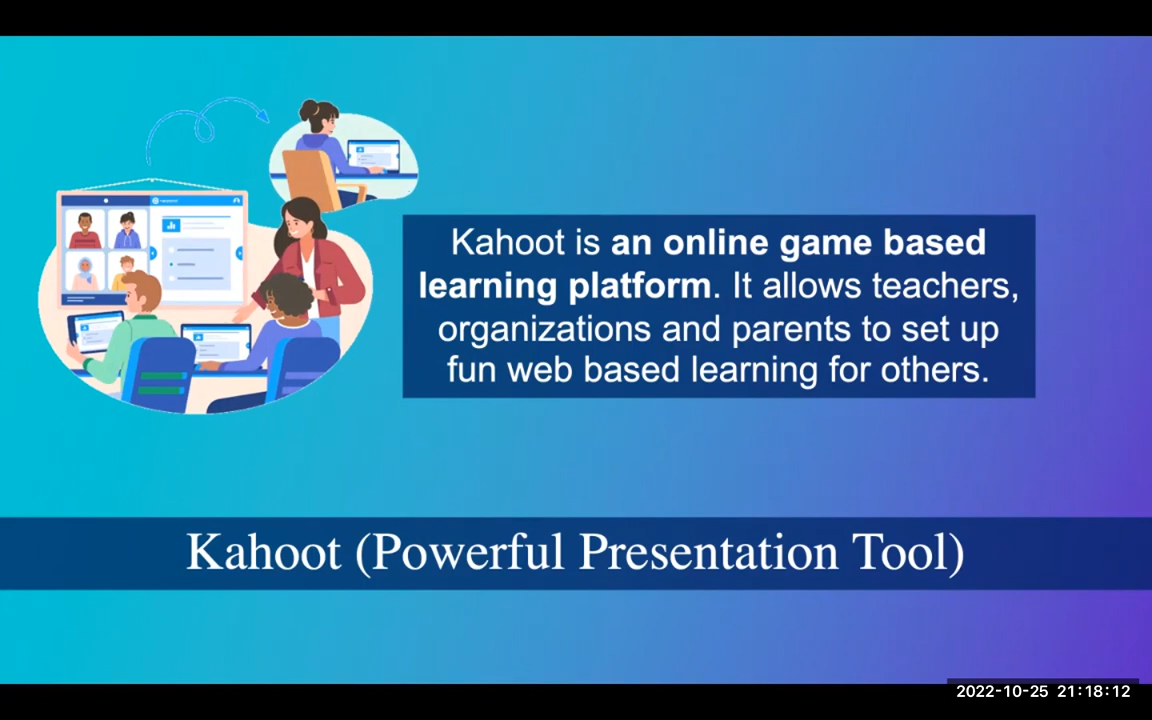 Kahoot is an online game based
learning platform. It allows teachers,
organizations and parents to set up
fun web based learning for others.
Kahoot (Powerful Presentation Tool)
2022-10-25 21:18:12